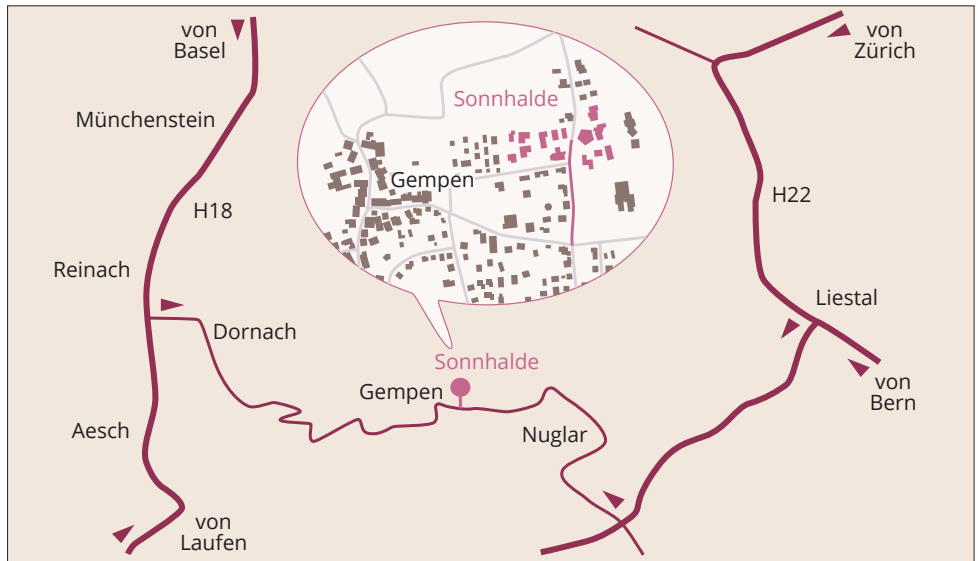 von
Basel
Münchenstein
H18
Reinach
Dornach
Aesch
von
Laufen
Sonnhalde
Gempen
Sonnhalde
Gempen
Nuglar
von
Zürich
H22
Liestal
von
Bern